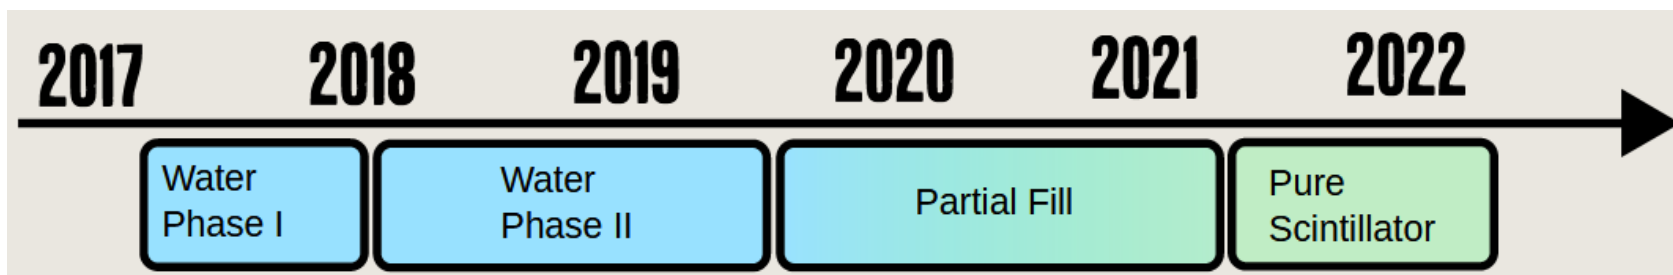 2017 2018 2019 2020 2021 2022
Water
Phase I
Water
Phase II
Partial Fill
Pure
Scintillator